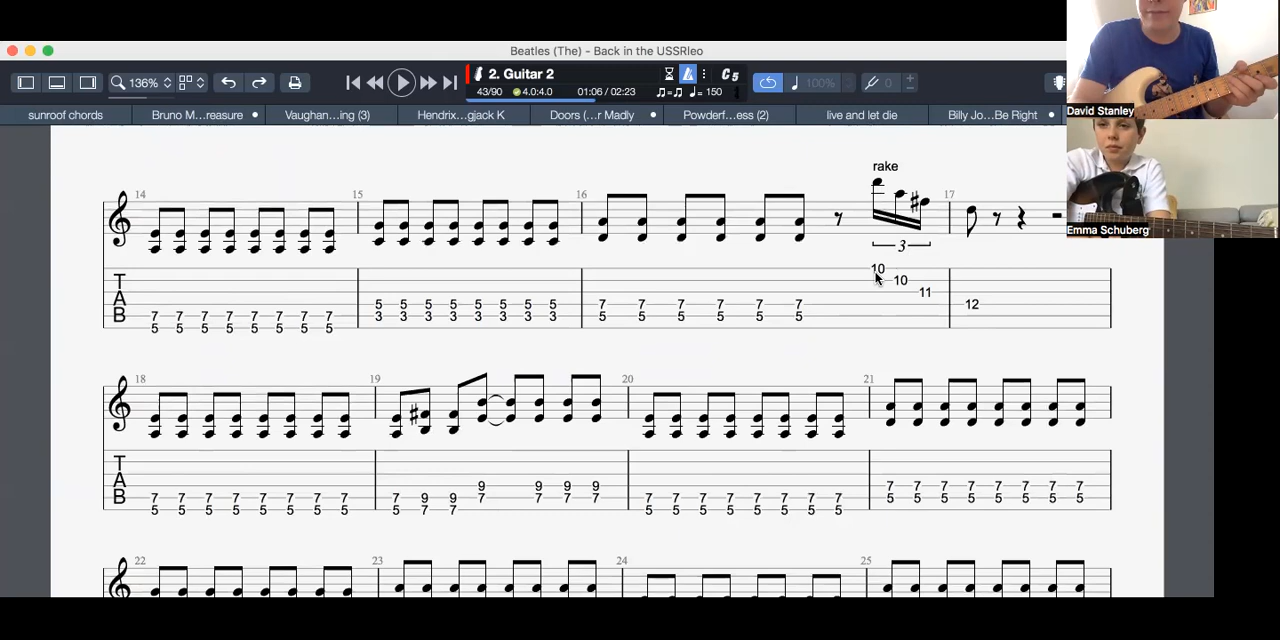 Beatles (The) - Back in the USSRleo
136%
2. Guitar 2
43/90 4.0:4.0 01:06 / 02:23 = 150
C5
100%
0
David Stanley
sunroof chords Bruno M...reasure Vaughan...ing (3) Hendrix...gjack K Doors (...r Madly Powderf...ess (2) live and let die Billy Jo...Be Right
Emma Schuberg
rake
14 15 16 17
3
T
A
B
7 7 7 7 7 7 7 7
5 5 5 5 5 5 5 5
5 5 5 5 5 5 5 5
3 3 3 3 3 3 3 3
7 7 7 7 7 7
5 5 5 5 5 5
10
10
11
12
18 19 20 21
T
A
B
7 7 7 7 7 7 7 7
5 5 5 5 5 5 5 5
7 9 9 9 9 9 9
5 7 7 7 7 7 7
7 7 7 7 7 7 7 7
5 5 5 5 5 5 5 5
7 7 7 7 7 7 7 7
5 5 5 5 5 5 5 5
22 23 24 25